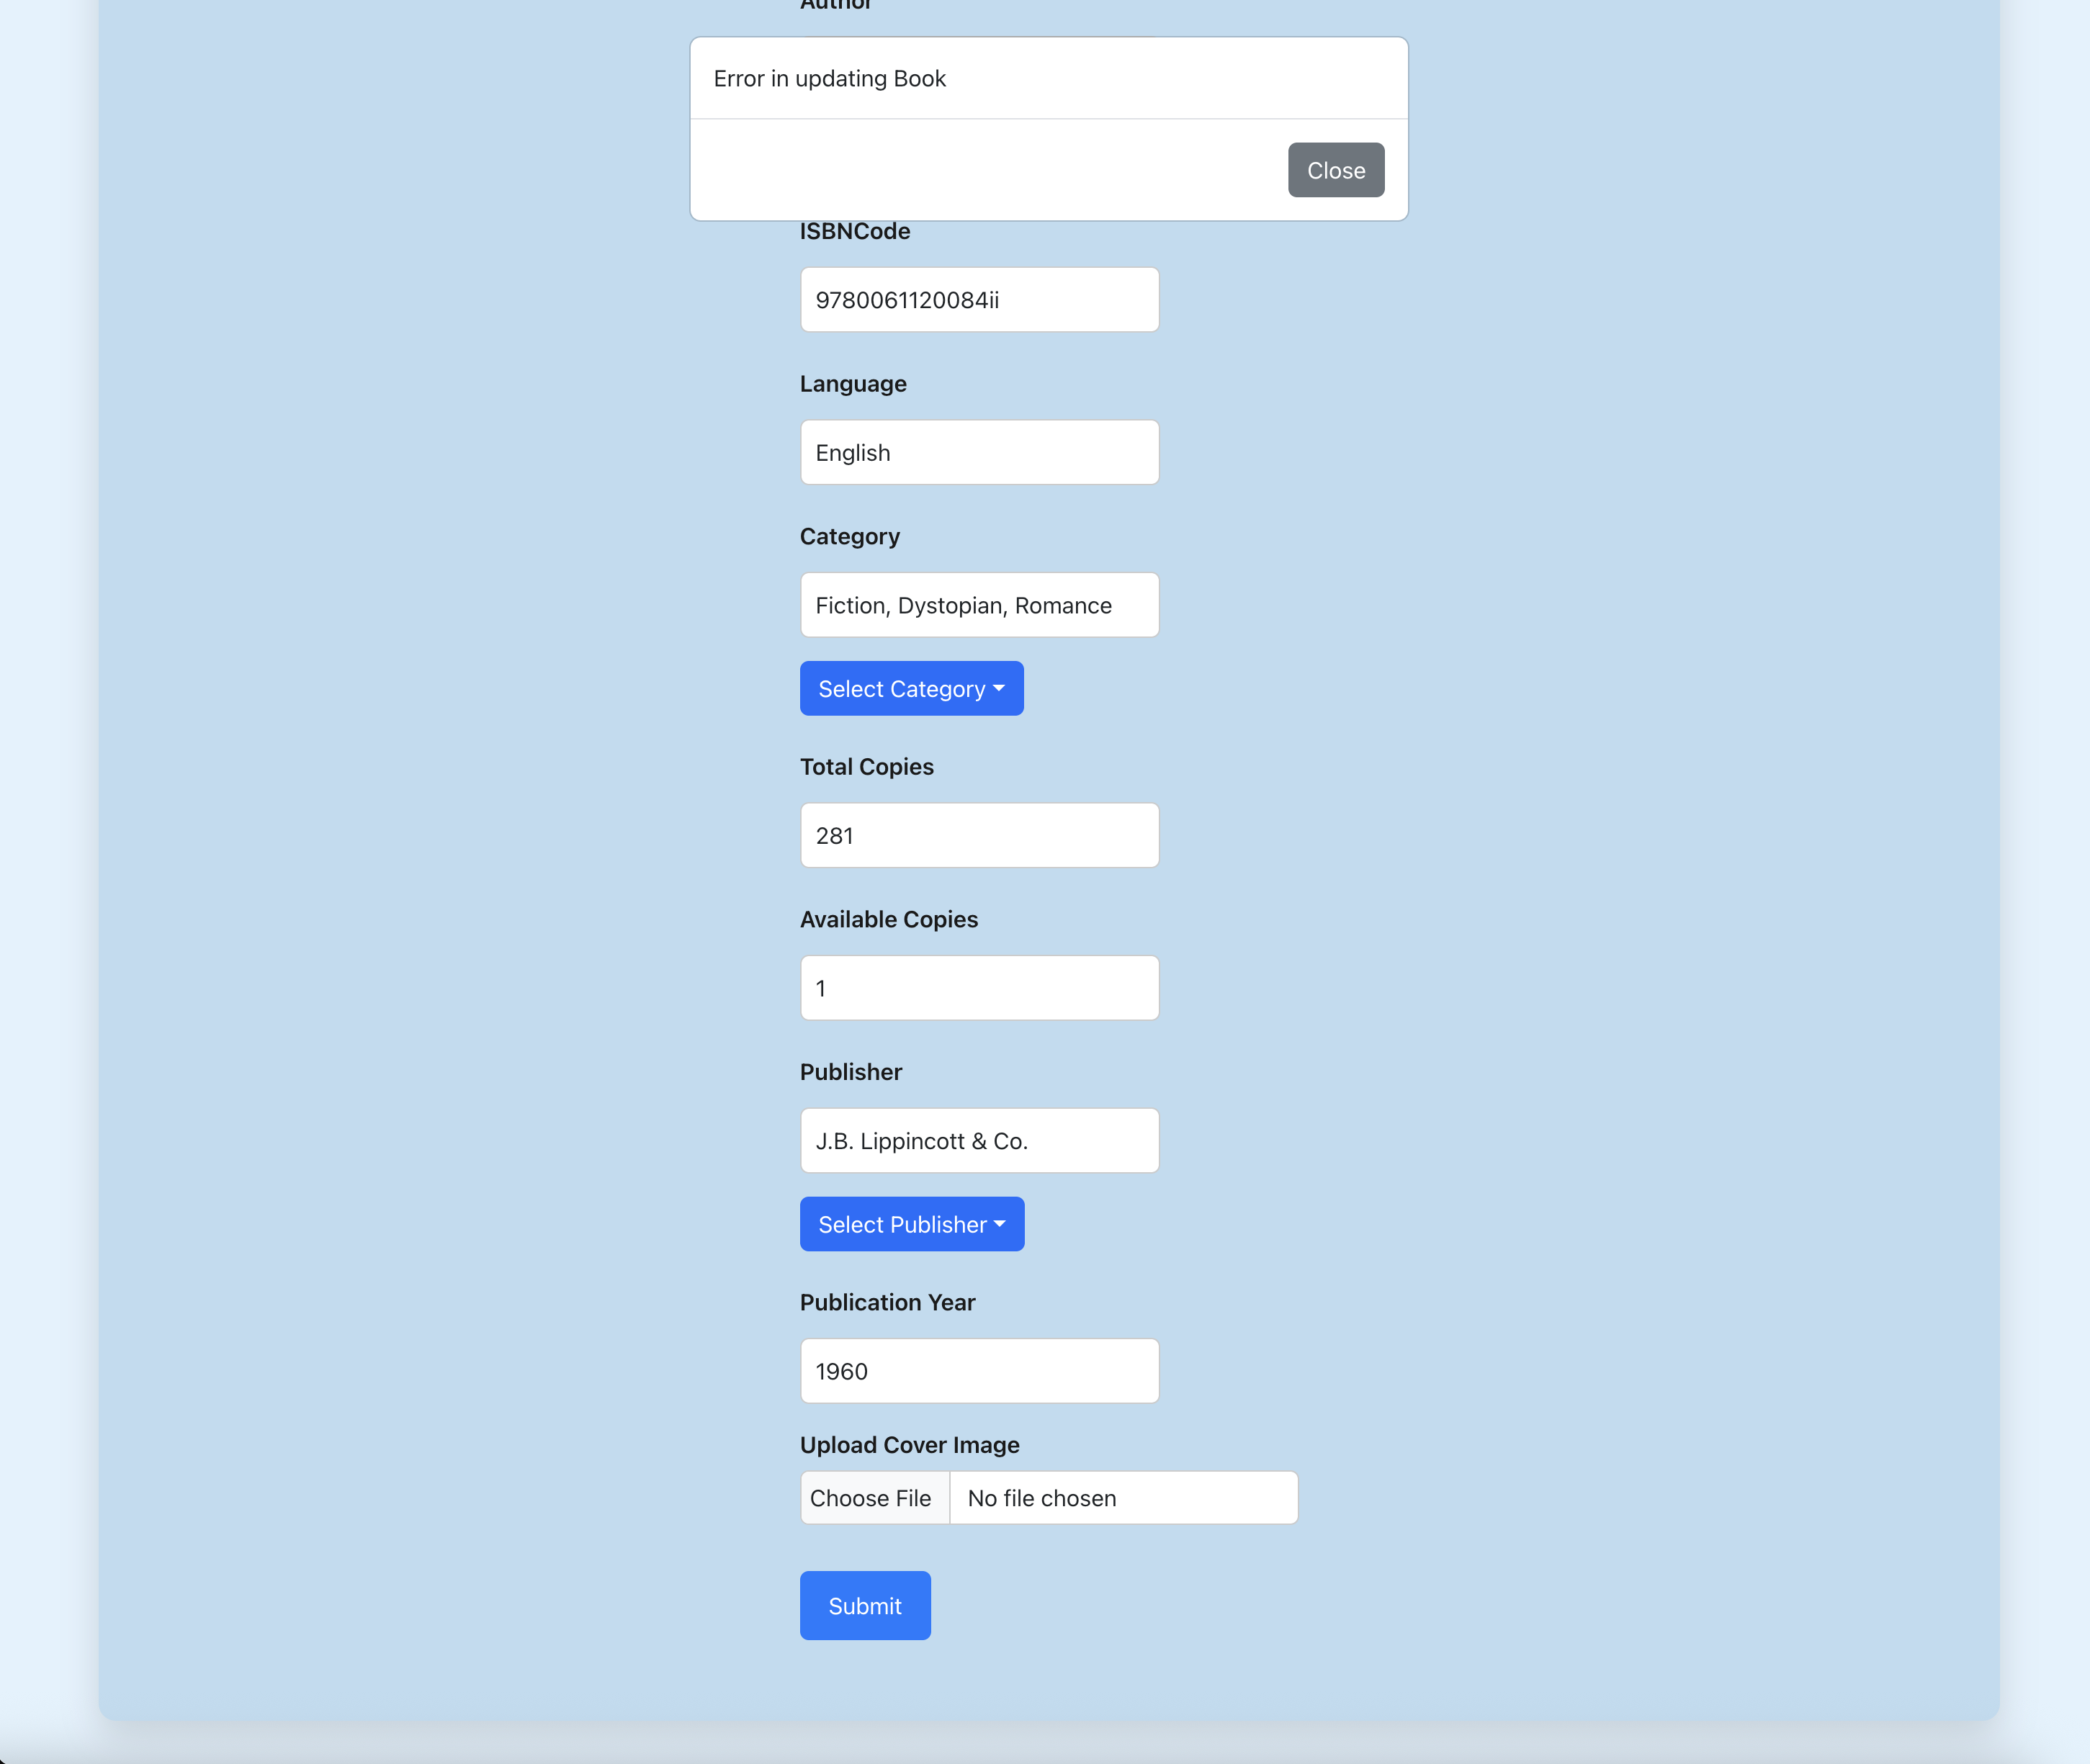 Author
Error in updating Book
Close
ISBNCode
9780061120084ii
Language
English
Category
Fiction, Dystopian, Romance
Select Category
Total Copies
281
Available Copies
1
Publisher
J.B. Lippincott & Co.
Select Publisher
Publication Year
1960
Upload Cover Image
Choose File No file chosen
Submit